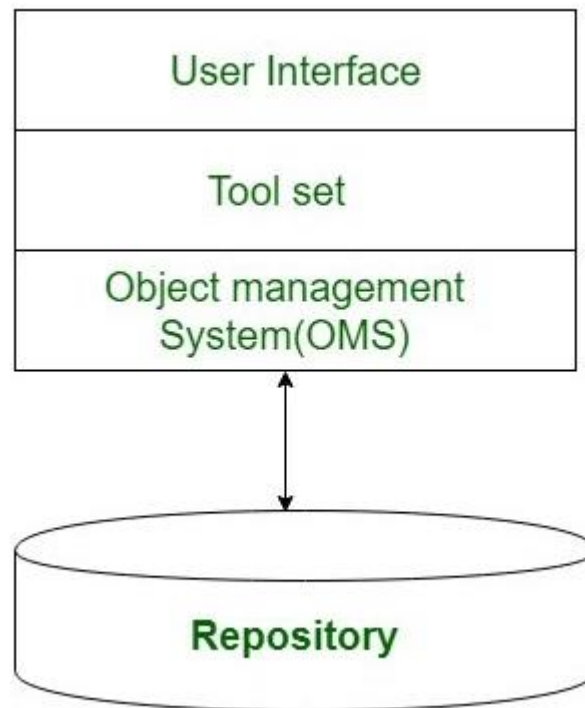 User Interface
Tool set
Object management
System(OMS)
Repository